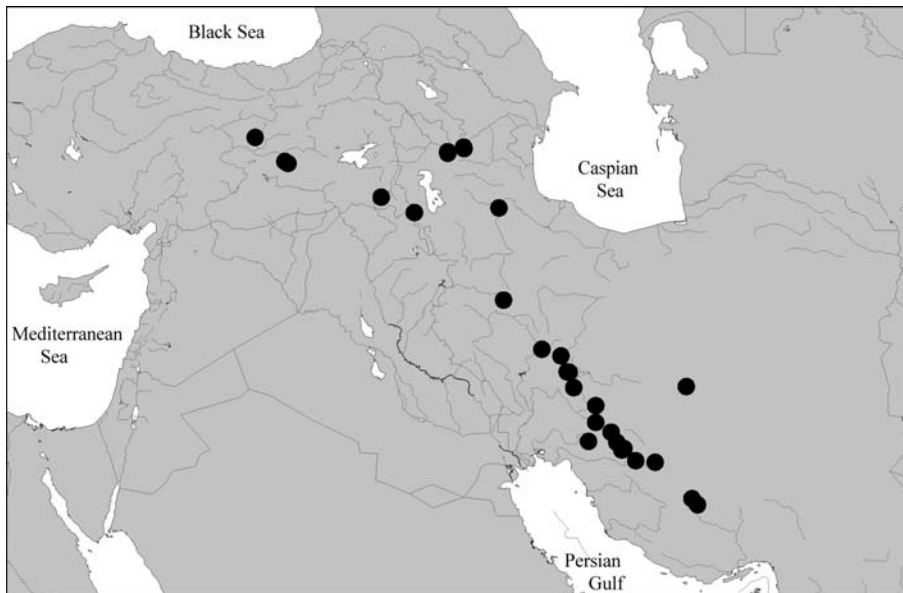 Black Sea
Caspian
Sea
Mediterranean
Sea
Persian
Gulf